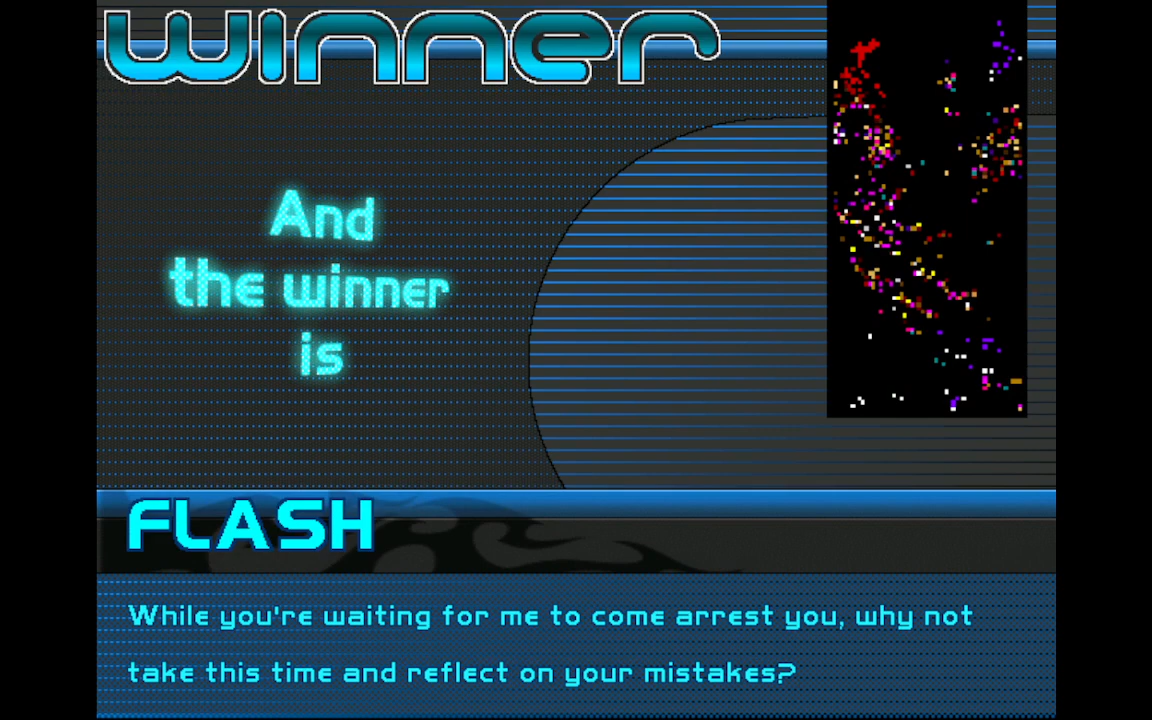 winner
And
the winner
is
FLASH
While you're waiting for me to come arrest you, why not
take this time and reflect on your mistakes?